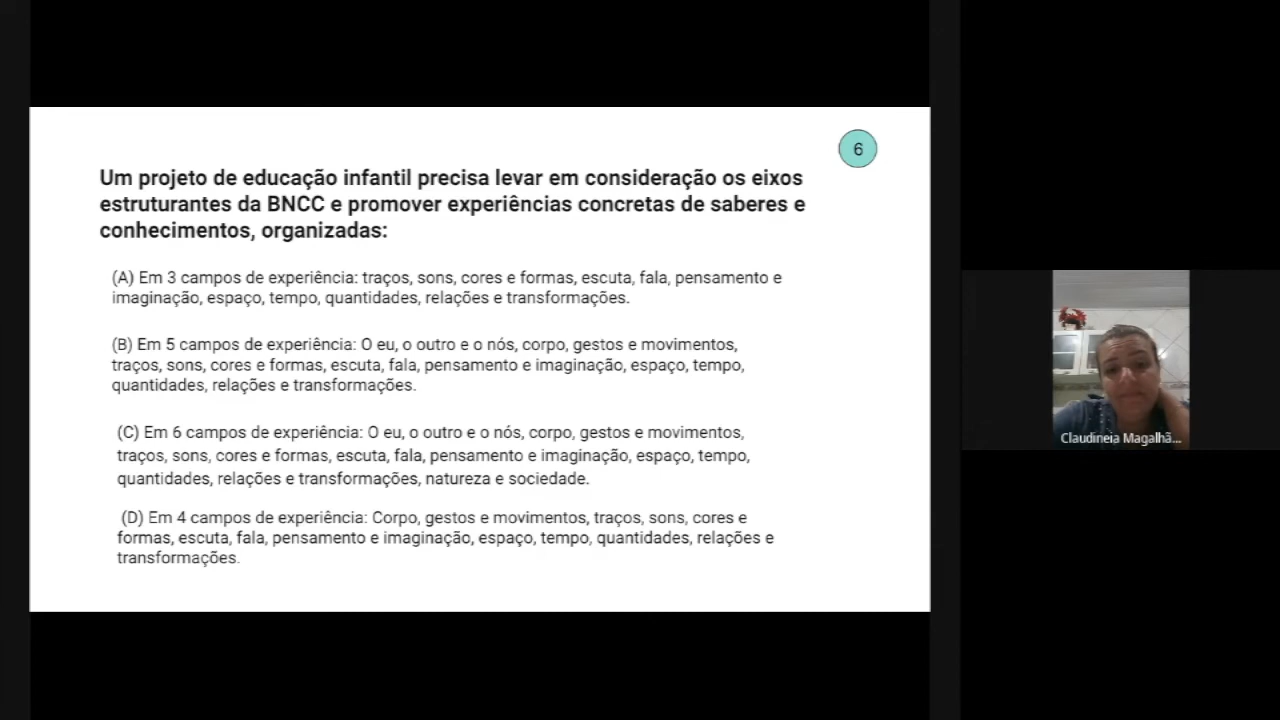 6
Um projeto de educação infantil precisa levar em consideração os eixos
estruturantes da BNCC e promover experiências concretas de saberes e
conhecimentos, organizadas:
(A) Em 3 campos de experiência: traços, sons, cores e formas, escuta, fala, pensamento e
imaginação, espaço, tempo, quantidades, relações e transformações.
(B) Em 5 campos de experiência: O eu, o outro e o nós, corpo, gestos e movimentos,
traços, sons, cores e formas, escuta, fala, pensamento e imaginação, espaço, tempo,
quantidades, relações e transformações.
(C) Em 6 campos de experiência: O eu, o outro e o nós, corpo, gestos e movimentos,
traços, sons, cores e formas, escuta, fala, pensamento e imaginação, espaço, tempo,
quantidades, relações e transformações, natureza e sociedade.
(D) Em 4 campos de experiência: Corpo, gestos e movimentos, traços, sons, cores e
formas, escuta, fala, pensamento e imaginação, espaço, tempo, quantidades, relações e
transformações.
Claudineia Magalhã...